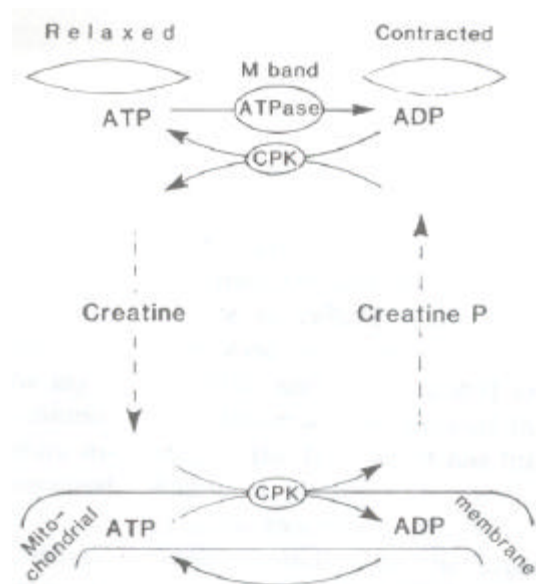 Relaxed
Contracted
M band
ATP
ATPase
ADP
CPK
Creatine
Creatine P
CPK
Mito-
chondrial
ATP
ADP
membrane